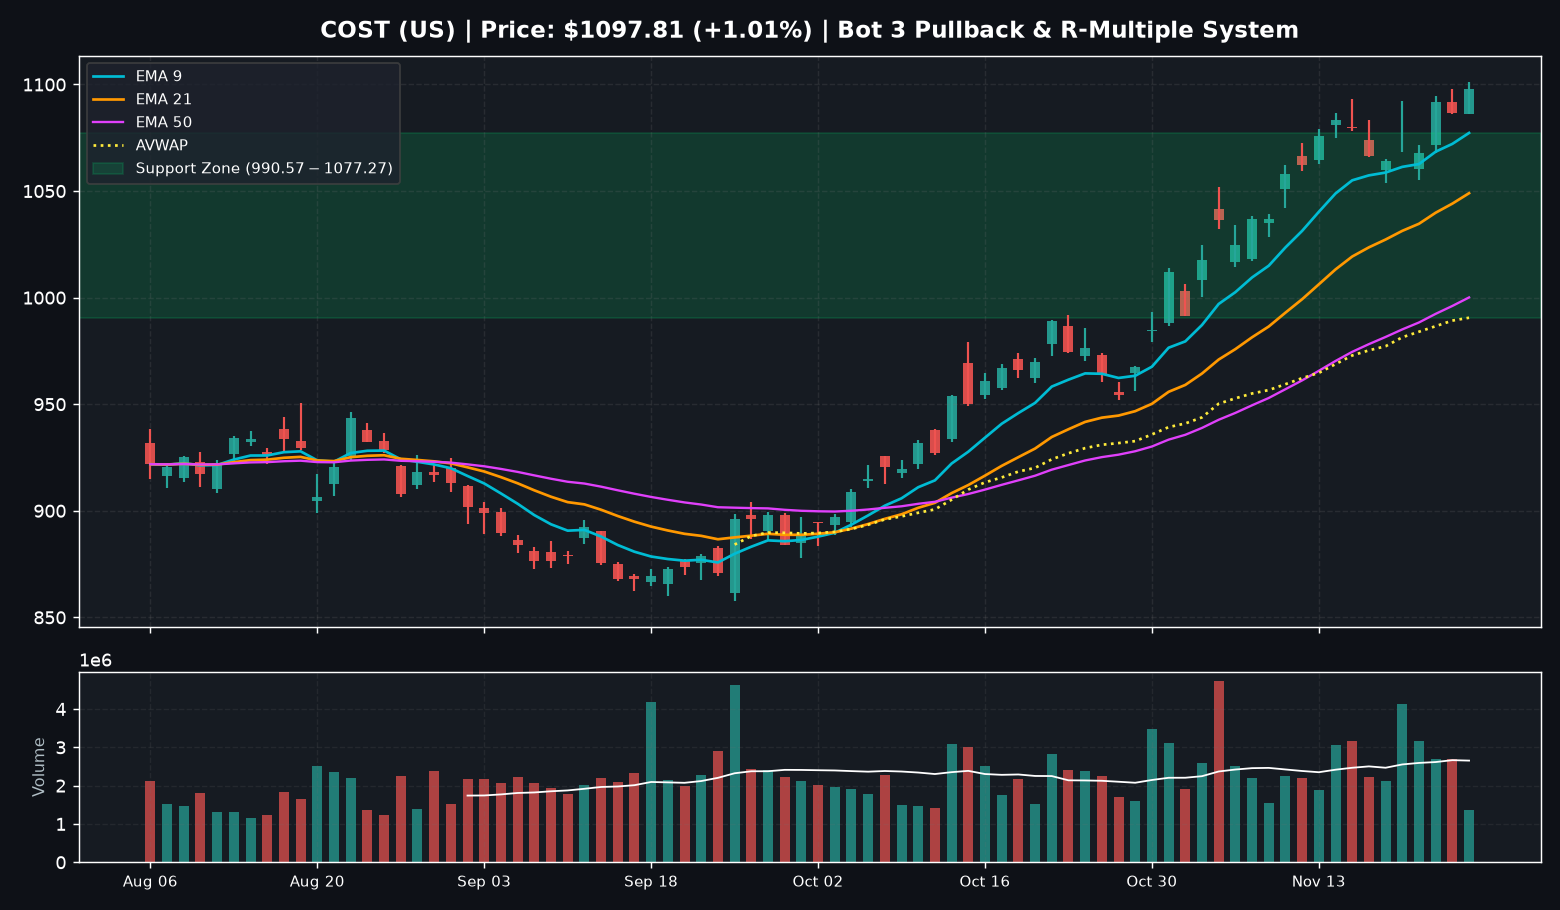 COST (US) | Price: $1097.81 (+1.01%) | Bot 3 Pullback & R-Multiple System
EMA 9
EMA 21
EMA 50
AVWAP
Support Zone (990.57 − 1077.27)
1100
1050
1000
950
900
850
1e6
4
3
2
1
0
Volume
Aug 06
Aug 20
Sep 03
Sep 18
Oct 02
Oct 16
Oct 30
Nov 13